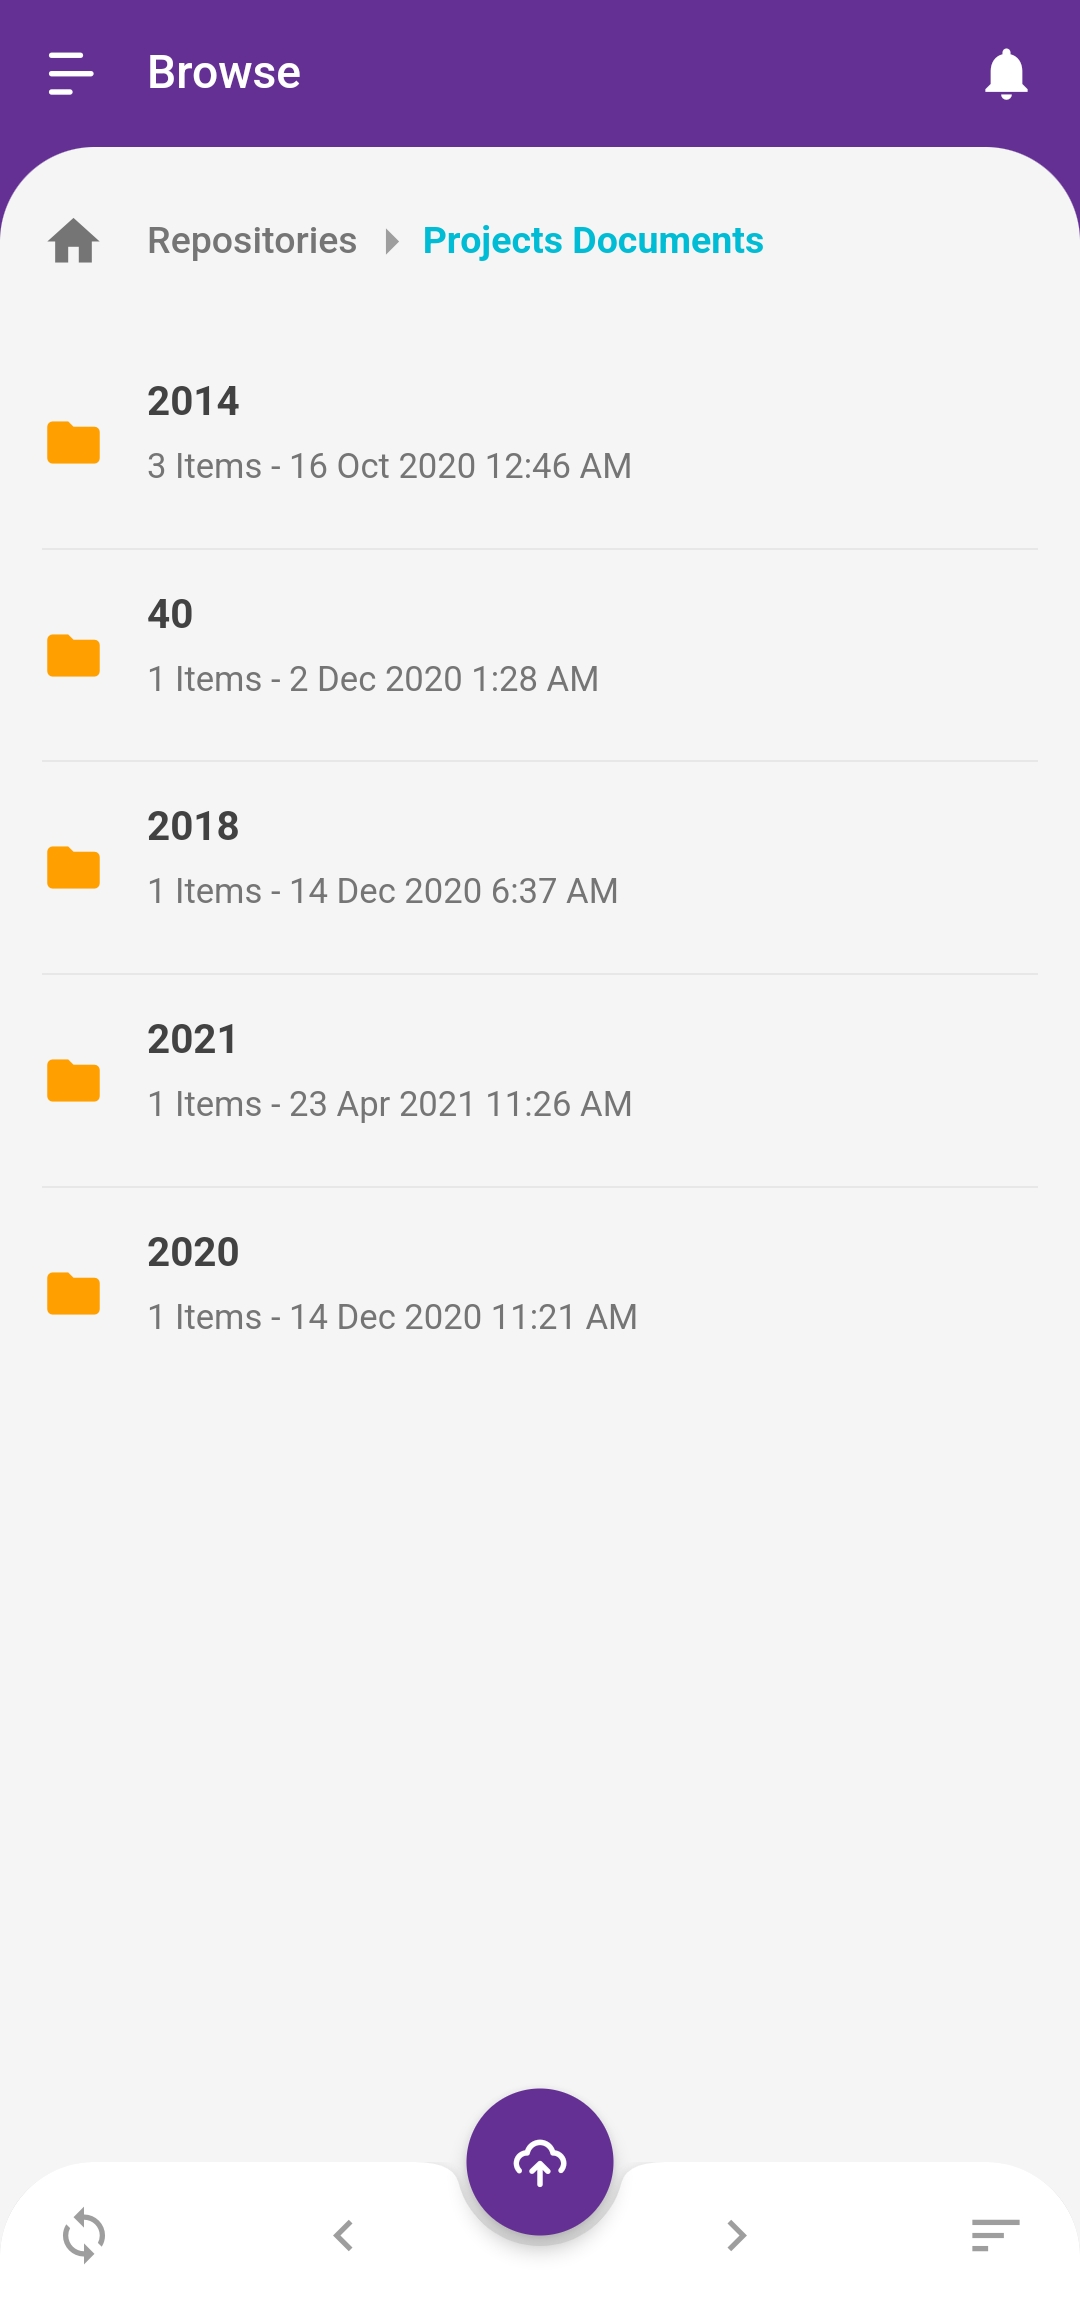 Browse
Repositories Projects Documents
2014
3 Items - 16 Oct 2020 12:46 AM
40
1 Items - 2 Dec 2020 1:28 AM
2018
1 Items - 14 Dec 2020 6:37 AM
2021
1 Items - 23 Apr 2021 11:26 AM
2020
1 Items - 14 Dec 2020 11:21 AM